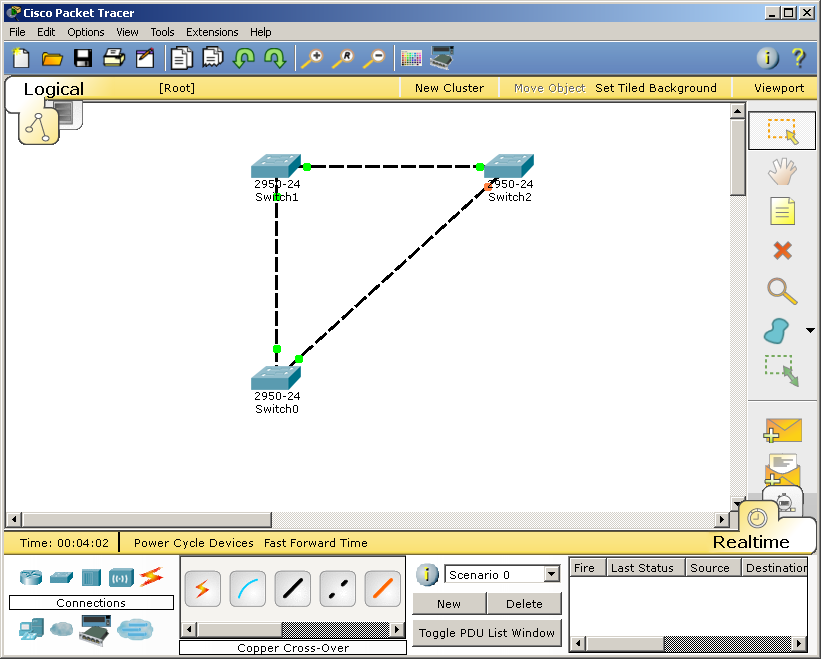 Cisco Packet Tracer
File Edit Options View Tools Extensions Help
R
i ?
Logical [Root] New Cluster Move Object Set Tiled Background Viewport
2950-24
Switch1
2950-24
Switch2
2950-24
Switch0
Time: 00:04:02 Power Cycle Devices Fast Forward Time
Realtime
Connections
Copper Cross-Over
i Scenario 0
New Delete
Toggle PDU List Window
Fire Last Status Source Destination